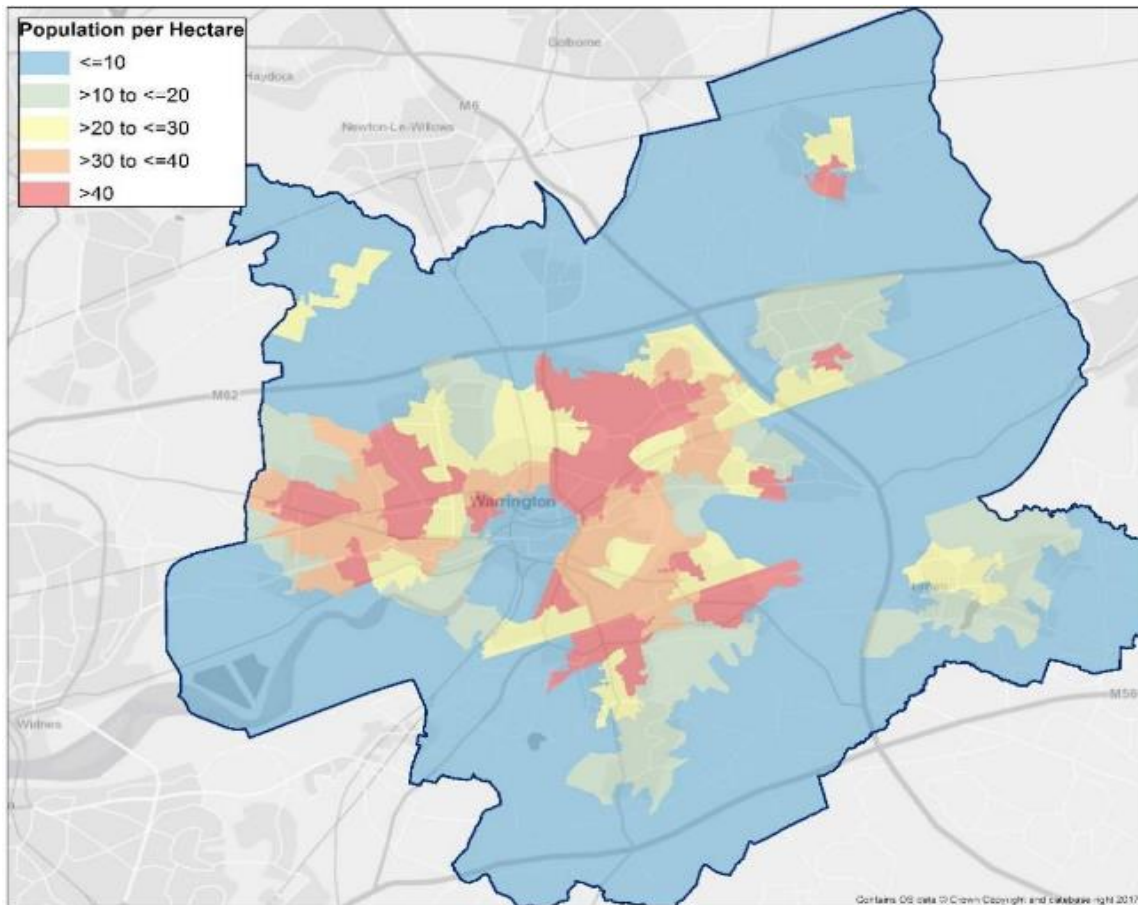 Population per Hectare
<=10
>10 to <=20
>20 to <=30
>30 to <=40
>40
Golborne
Haydock
M6
Newton-Le-Willows
M62
Warrington
Lymm
M56
Widnes
Contains OS data © Crown Copyright and database right 2017